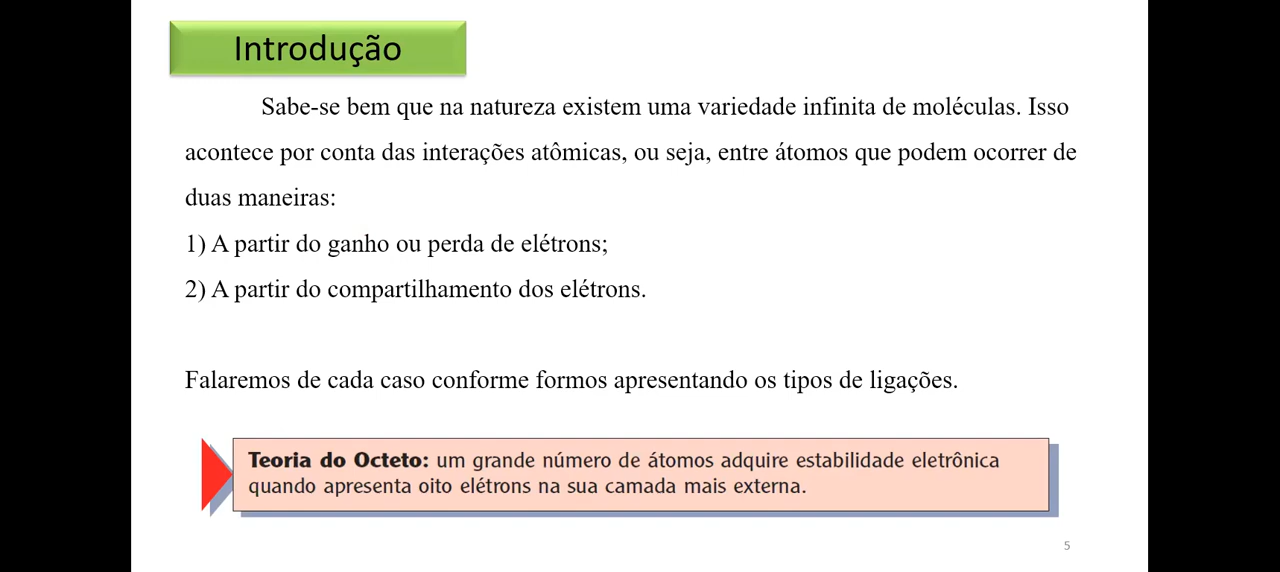 Introdução
Sabe-se bem que na natureza existem uma variedade infinita de moléculas. Isso
acontece por conta das interações atômicas, ou seja, entre átomos que podem ocorrer de
duas maneiras:
1) A partir do ganho ou perda de elétrons;
2) A partir do compartilhamento dos elétrons.
Falaremos de cada caso conforme formos apresentando os tipos de ligações.
Teoria do Octeto: um grande número de átomos adquire estabilidade eletrônica
quando apresenta oito elétrons na sua camada mais externa.
5